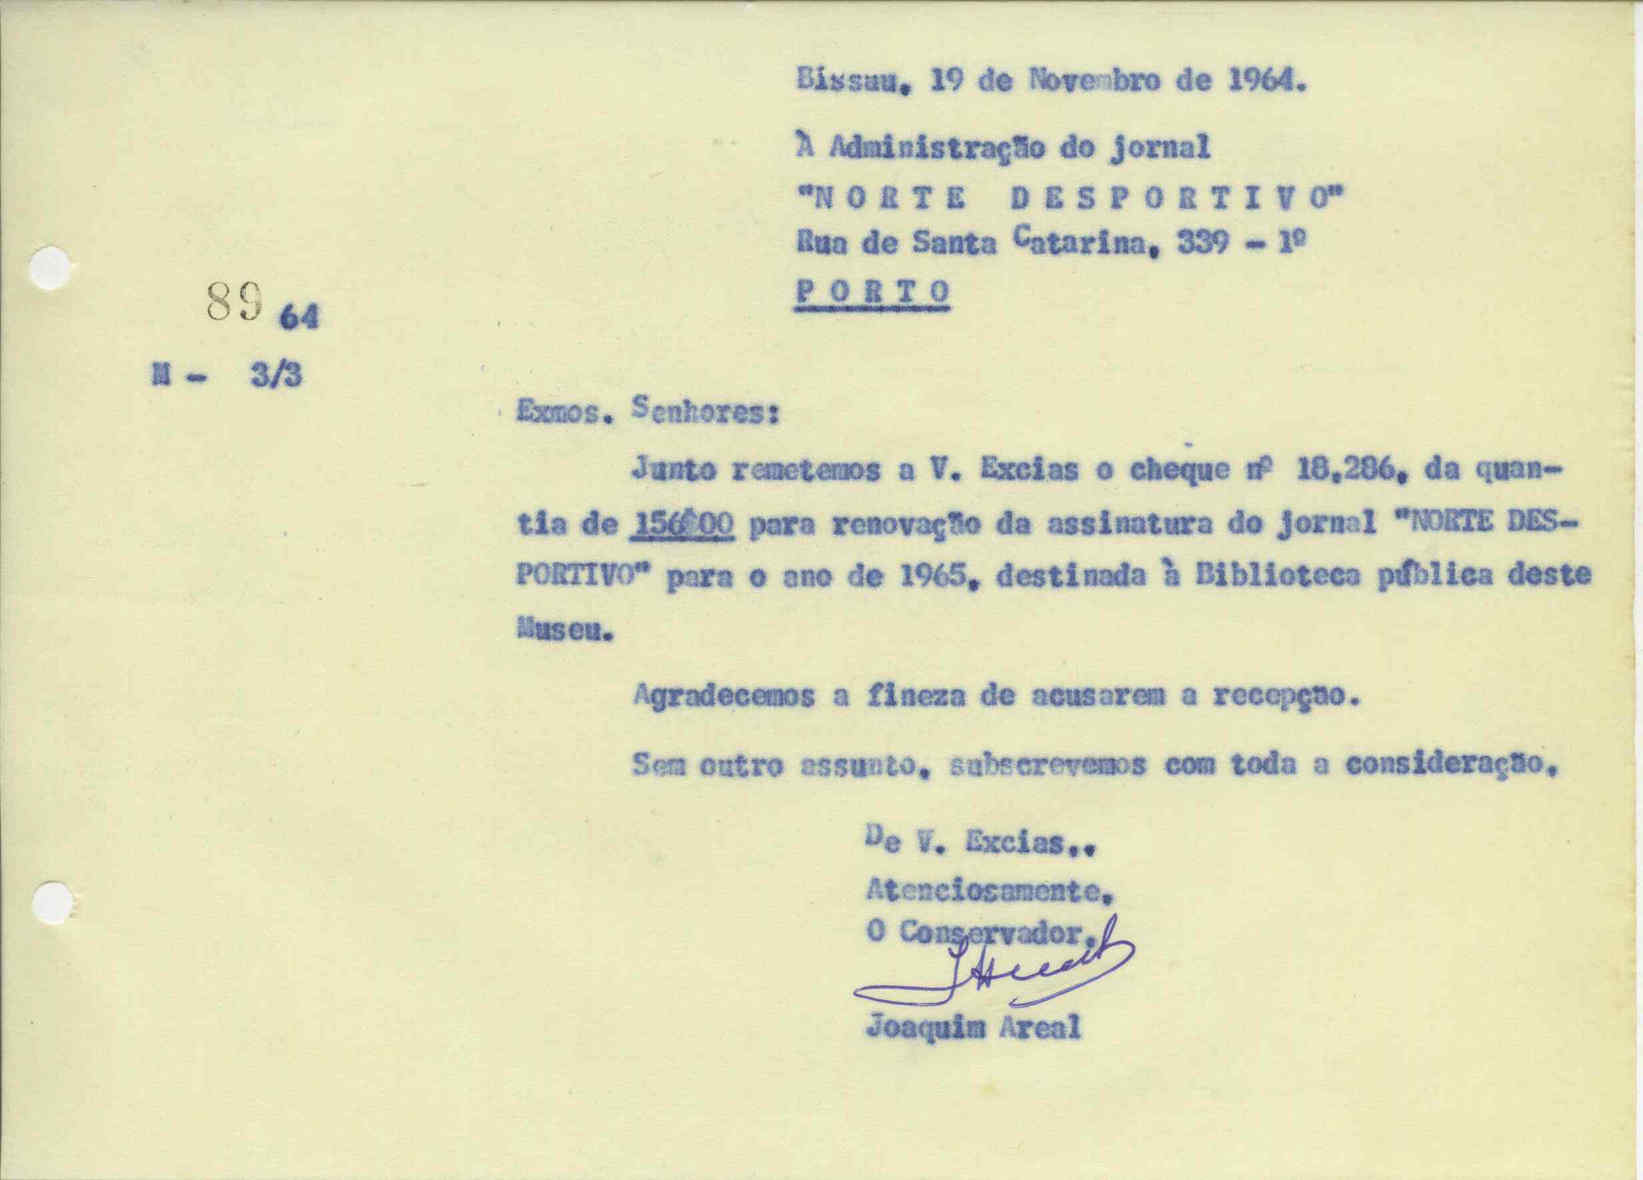 Bissau, 19 de Novembro de 1964.
À Administração do jornal
"N O R T E D E S P O R T I V O"
Rua de Santa Catarina, 339 - 1º
P O R T O
89 64
M - 3/3
Exmos. Senhores:
Junto remetemos a V. Excias o cheque nº 18,286, da quan-
tia de 156$00 para renovação da assinatura do jornal "NORTE DES-
PORTIVO" para o ano de 1965, destinada à Biblioteca pública deste
Museu.
Agradecemos a fineza de acusarem a recepção.
Sem outro assunto, subscrevemos com toda a consideração,
De V. Excias..
Atenciosamente,
O Conservador,
JAreal
Joaquim Areal